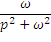 ω
p² + ω²